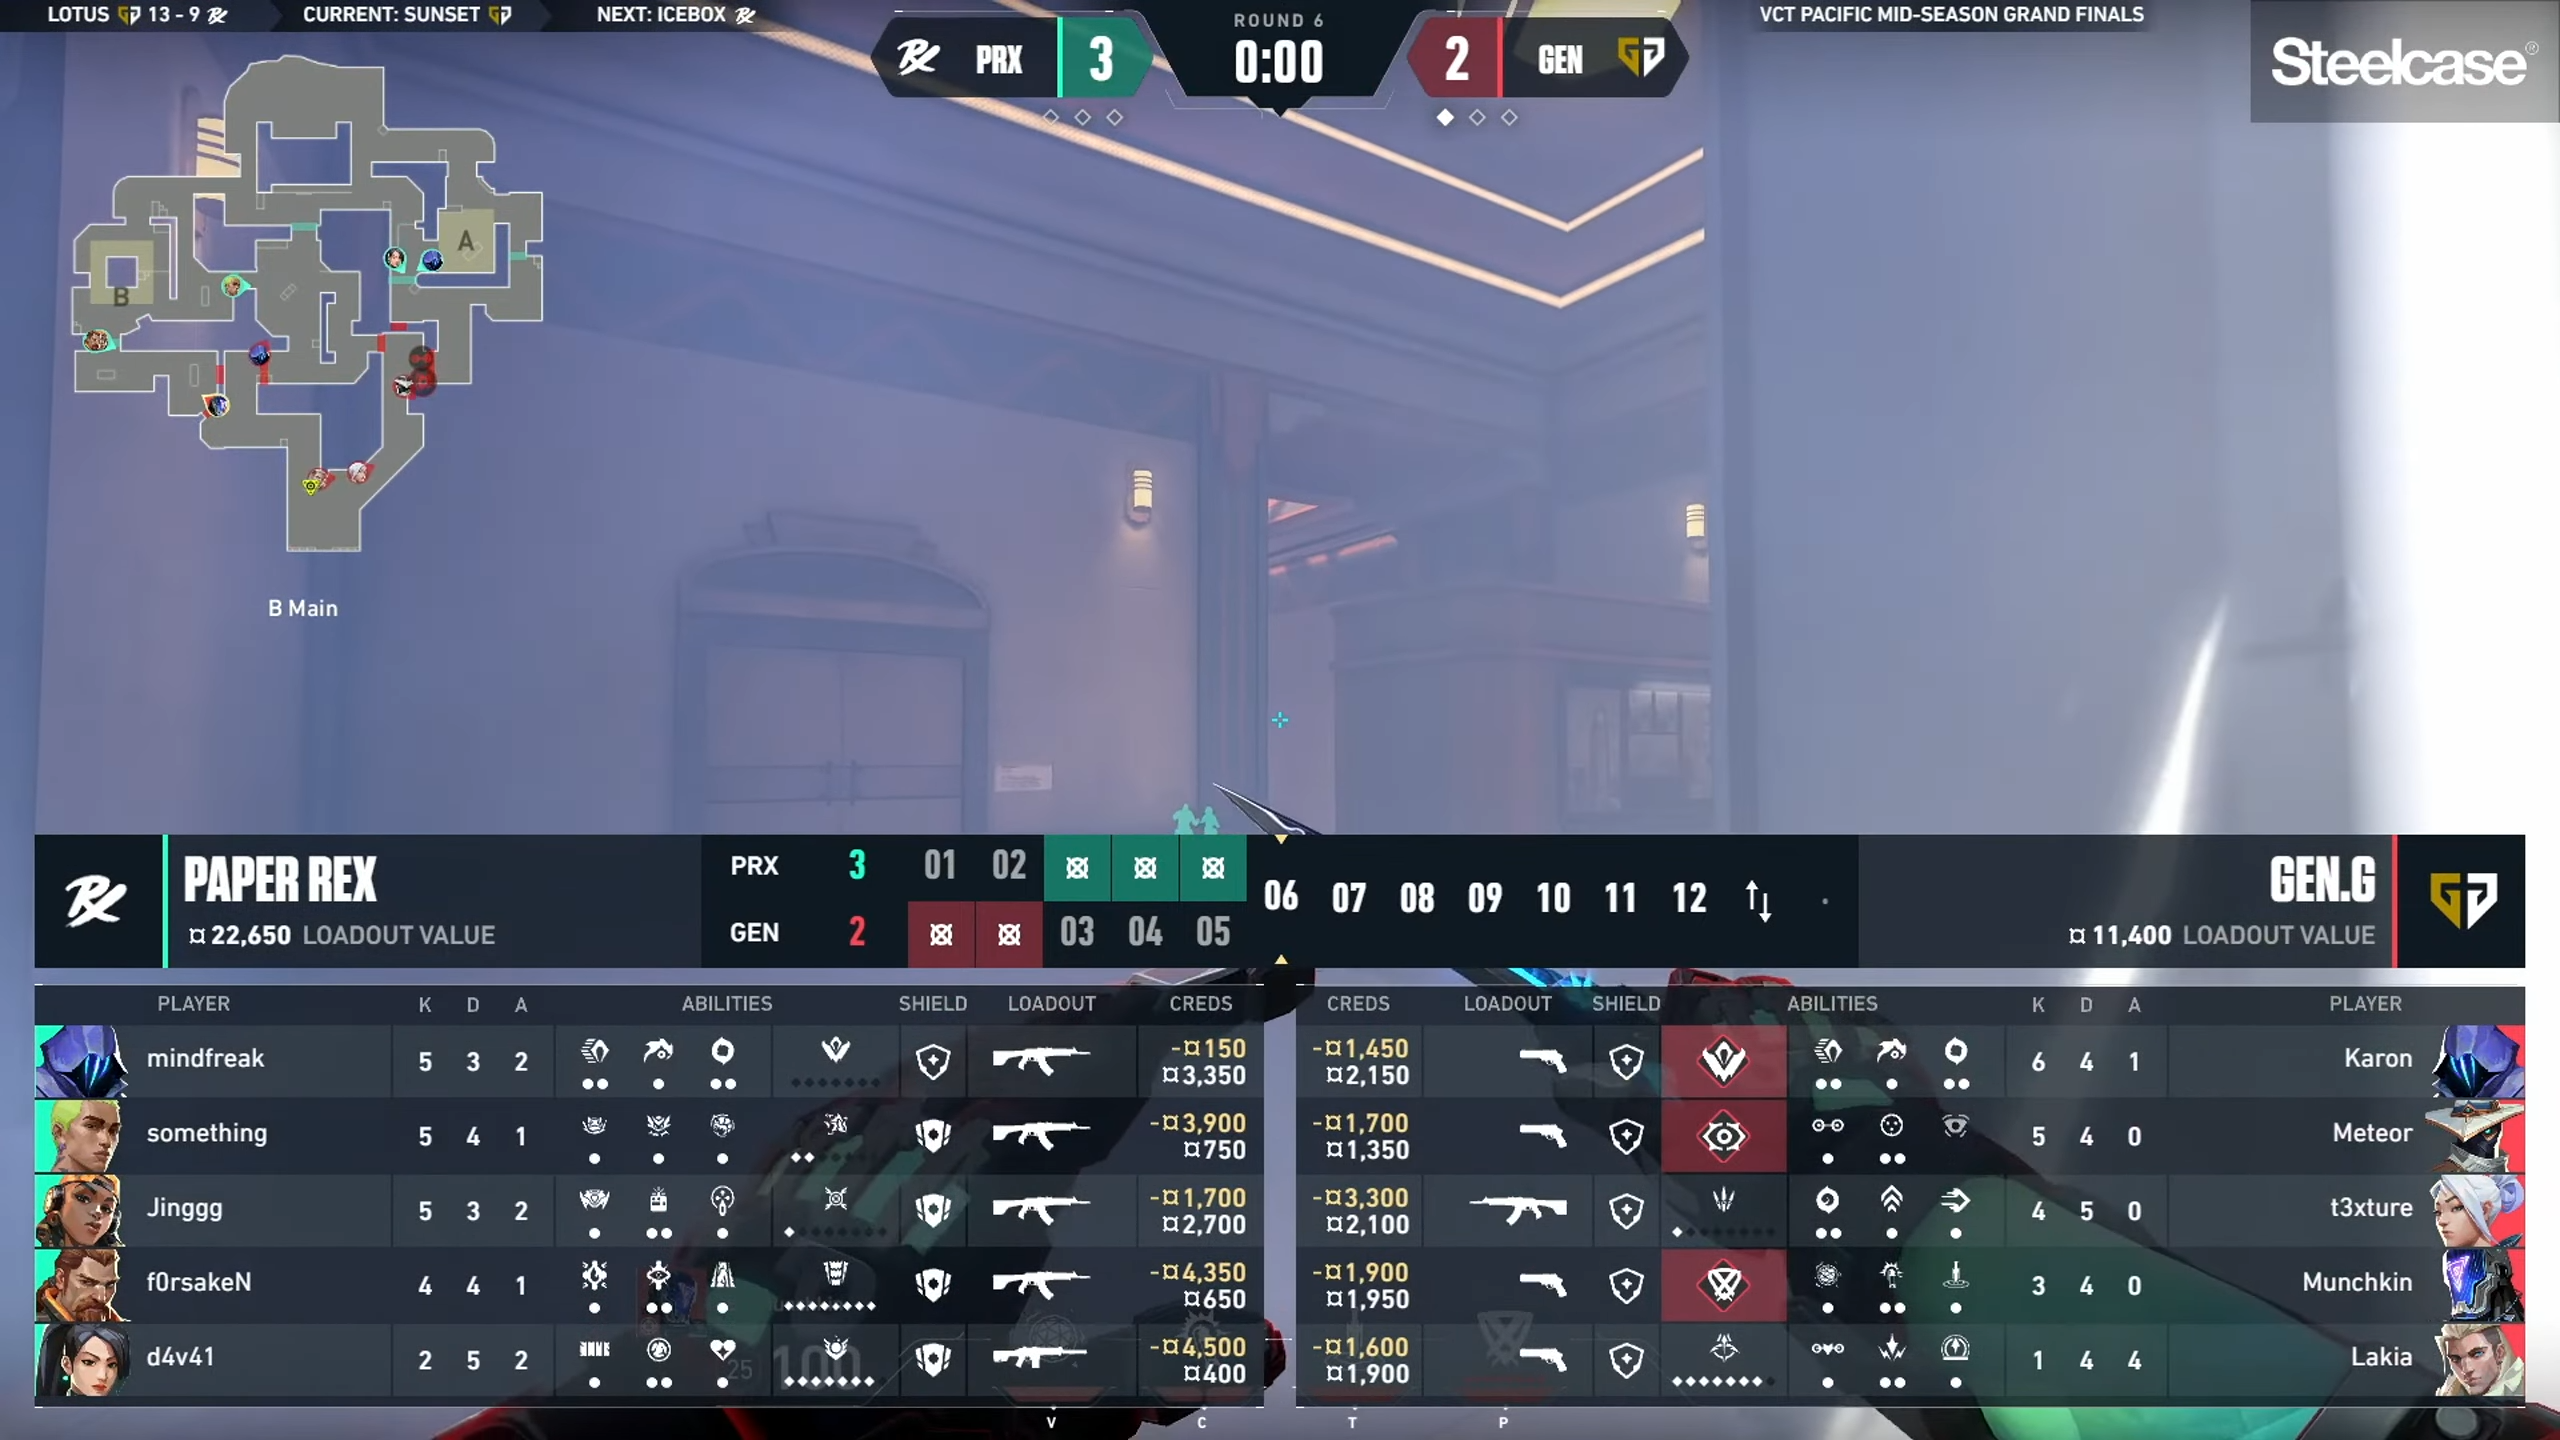 LOTUS 13 - 9
CURRENT: SUNSET
NEXT: ICEBOX
VCT PACIFIC MID-SEASON GRAND FINALS
Steelcase®
PRX 3
ROUND 6
0:00
2 GEN
A
B
B Main
PAPER REX
22,650 LOADOUT VALUE
PRX 3 01 02
GEN 2 03 04 05
06 07 08 09 10 11 12
GEN.G
11,400 LOADOUT VALUE
PLAYER K D A ABILITIES SHIELD LOADOUT CREDS
mindfreak 5 3 2 -150 3,350
something 5 4 1 -3,900 750
Jinggg 5 3 2 -1,700 2,700
f0rsakeN 4 4 1 -4,350 650
d4v41 2 5 2 -4,500 400
CREDS LOADOUT SHIELD ABILITIES K D A PLAYER
-1,450 2,150 6 4 1 Karon
-1,700 1,350 5 4 0 Meteor
-3,300 2,100 4 5 0 t3xture
-1,900 1,950 3 4 0 Munchkin
-1,600 1,900 1 4 4 Lakia
25 100
V C T P